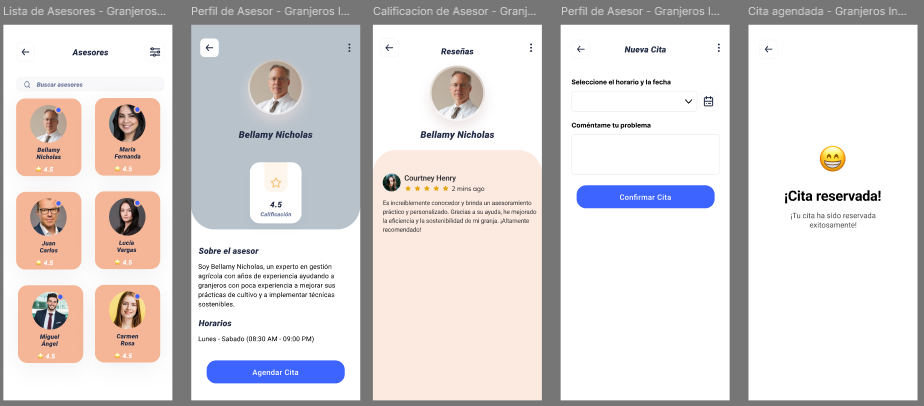 Lista de Asesores - Granjeros...
Perfil de Asesor - Granjeros I...
Calificacion de Asesor - Granj...
Perfil de Asesor - Granjeros I...
Cita agendada - Granjeros In...
Asesores
Buscar asesores
Bellamy
Nicholas
4.5
María
Fernanda
4.5
Juan
Carlos
4.5
Lucía
Vargas
4.5
Miguel
Ángel
4.5
Carmen
Rosa
4.5
Bellamy Nicholas
4.5
Calificación
Sobre el asesor
Soy Bellamy Nicholas, un experto en gestión
agrícola con años de experiencia ayudando a
granjeros con poca experiencia a mejorar sus
prácticas de cultivo y a implementar técnicas
sostenibles.
Horarios
Lunes - Sabado (08:30 AM - 09:00 PM)
Agendar Cita
Reseñas
Bellamy Nicholas
Courtney Henry
2 mins ago
Es increíblemente conocedor y brinda un asesoramiento
práctico y personalizado. Gracias a su ayuda, he mejorado
la eficiencia y la sostenibilidad de mi granja. ¡Altamente
recomendado!
Nueva Cita
Seleccione el horario y la fecha
Coméntame tu problema
Confirmar Cita
¡Cita reservada!
¡Tu cita ha sido reservada
exitosamente!